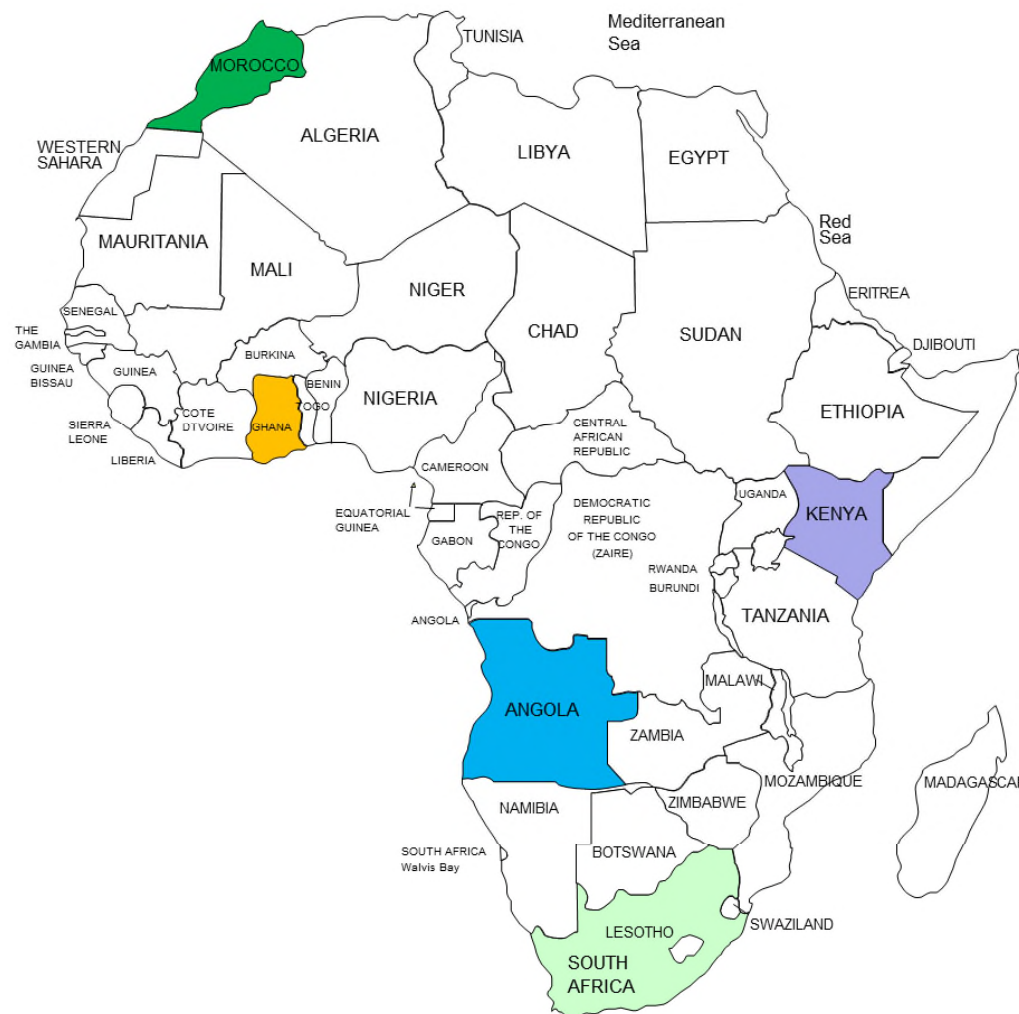 Mediterranean
Sea
TUNISIA
MOROCCO
ALGERIA
WESTERN
SAHARA
LIBYA
EGYPT
Red
Sea
MAURITANIA
MALI
NIGER
CHAD
SUDAN
ERITREA
SENEGAL
THE
GAMBIA
GUINEA
BISSAU
GUINEA
BURKINA
BENIN
TOGO
NIGERIA
DJIBOUTI
ETHIOPIA
SIERRA
LEONE
COTE
DTVOIRE
GHANA
LIBERIA
CENTRAL
AFRICAN
REPUBLIC
CAMEROON
EQUATORIAL
GUINEA
GABON
REP. OF
THE
CONGO
DEMOCRATIC
REPUBLIC
OF THE CONGO
(ZAIRE)
UGANDA
KENYA
RWANDA
BURUNDI
TANZANIA
ANGOLA
ANGOLA
MALAWI
ZAMBIA
MOZAMBIQUE
MADAGASCAR
NAMIBIA
ZIMBABWE
BOTSWANA
SOUTH AFRICA
Walvis Bay
SWAZILAND
LESOTHO
SOUTH
AFRICA